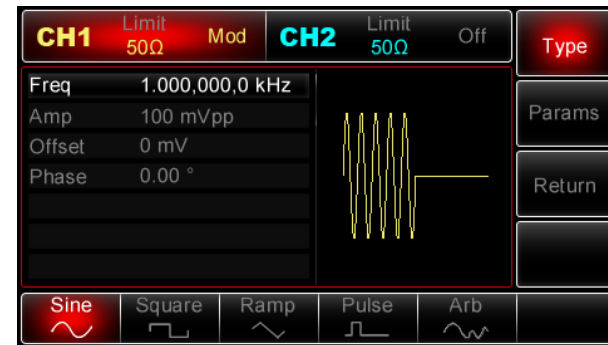 CH1 Limit 50Ω Mod CH2 Limit 50Ω Off
Type
Freq 1.000,000,0 kHz
Amp 100 mVpp
Params
Offset 0 mV
Phase 0.00 °
Return
Sine Square Ramp Pulse Arb